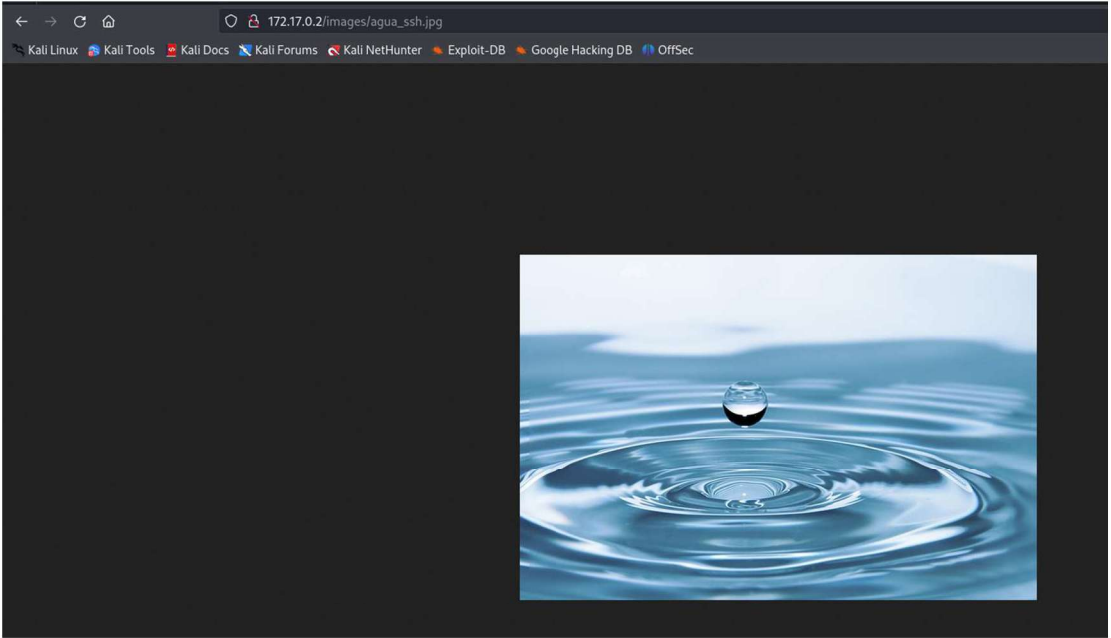 172.17.0.2/images/agua_ssh.jpg
Kali Linux Kali Tools Kali Docs Kali Forums Kali NetHunter Exploit-DB Google Hacking DB OffSec